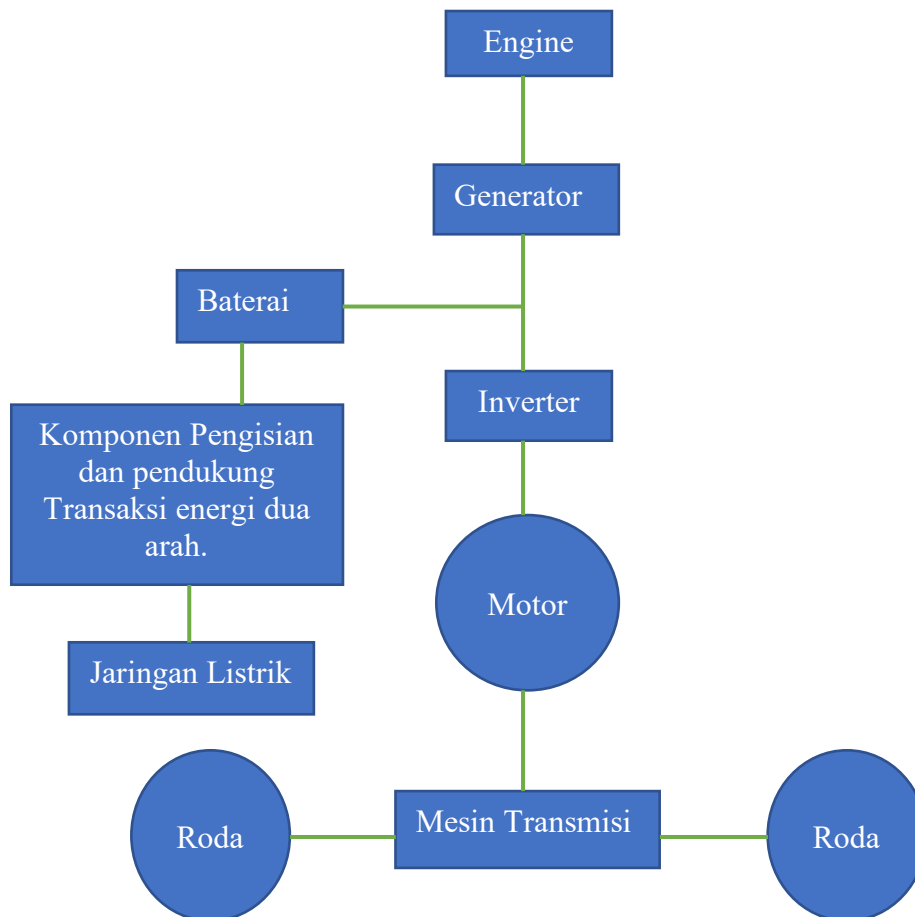 Engine
Generator
Baterai
Inverter
Komponen Pengisian
dan pendukung
Transaksi energi dua
arah.
Motor
Jaringan Listrik
Roda
Mesin Transmisi
Roda